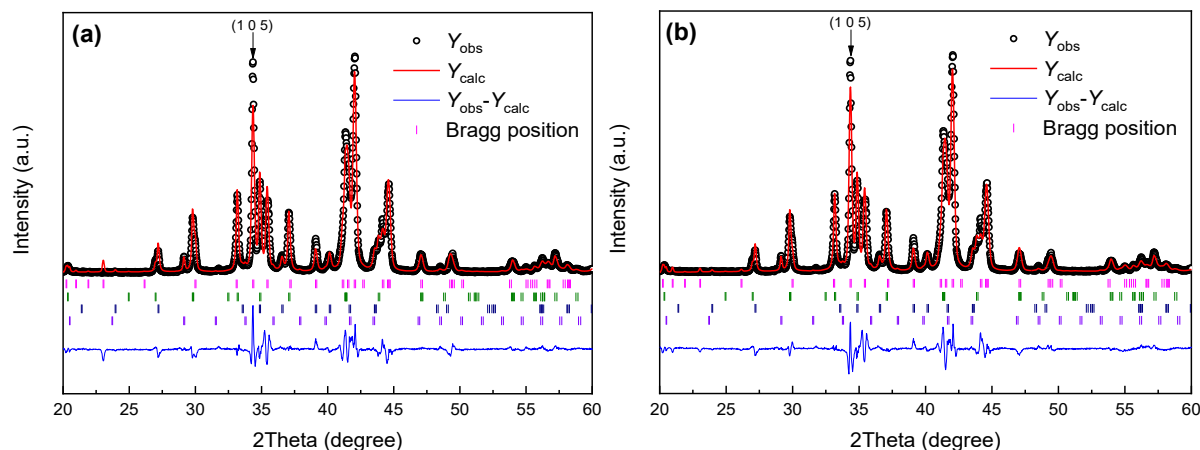 (a)
(1 0 5)
Yobs
Ycalc
Yobs-Ycalc
Bragg position
Intensity (a.u.)
20 25 30 35 40 45 50 55 60
2Theta (degree)
(b)
(1 0 5)
Yobs
Ycalc
Yobs-Ycalc
Bragg position
Intensity (a.u.)
20 25 30 35 40 45 50 55 60
2Theta (degree)